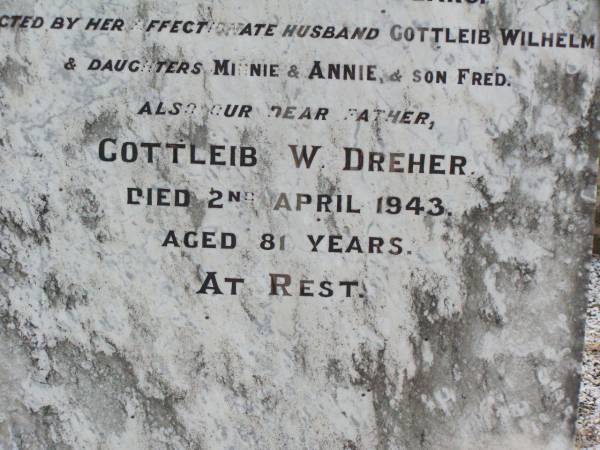 ECTED BY HER AFFECTIONATE HUSBAND GOTTLEIB WILHELM
& DAUGHTERS MINNIE & ANNIE, & SON FRED.
ALSO OUR DEAR FATHER,
GOTTLEIB W. DREHER.
DIED 2ND APRIL 1943.
AGED 81 YEARS.
AT REST.